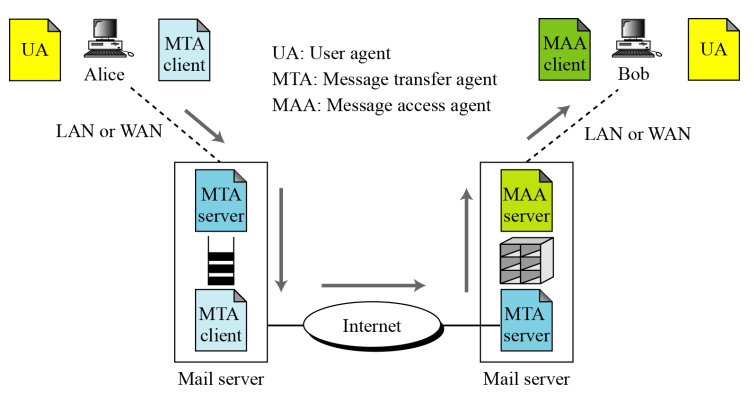 UA
Alice
MTA
client
UA: User agent
MTA: Message transfer agent
MAA: Message access agent
MAA
client
Bob
UA
LAN or WAN
LAN or WAN
MTA
server
MTA
client
Mail server
Internet
MAA
server
MTA
server
Mail server